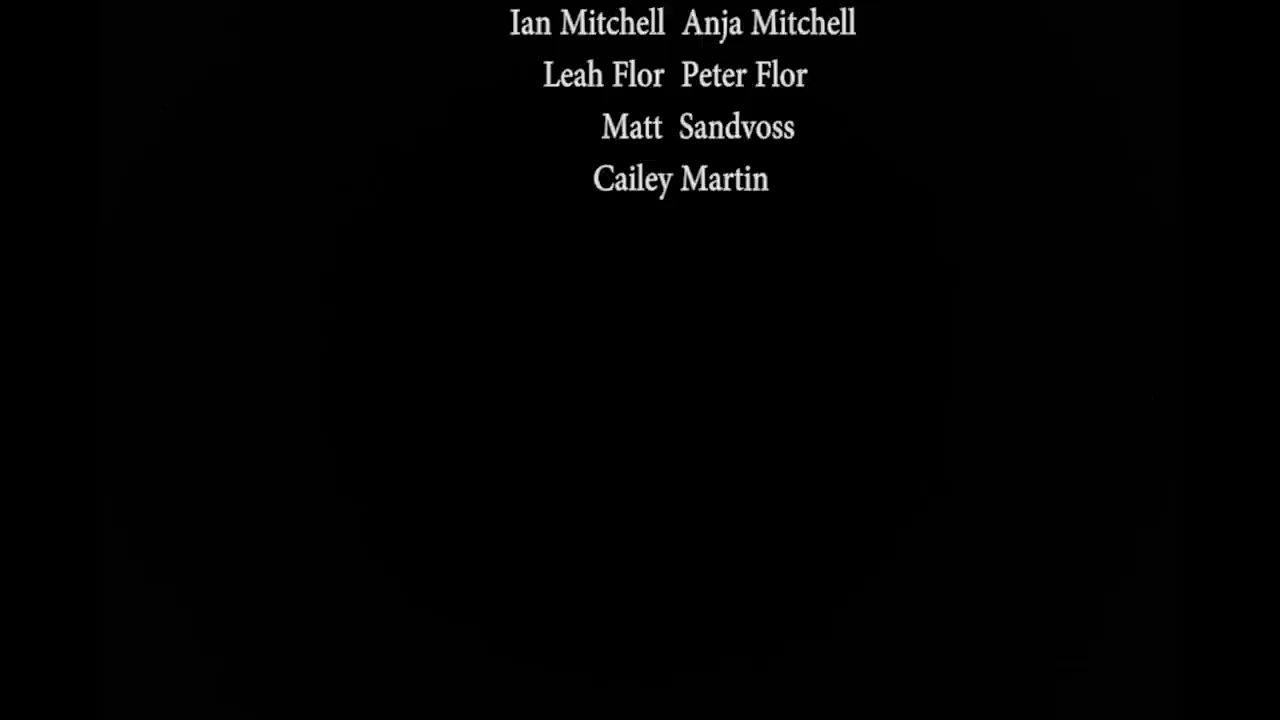 Ian Mitchell  Anja Mitchell
Leah Flor  Peter Flor
Matt  Sandvoss
Cailey Martin